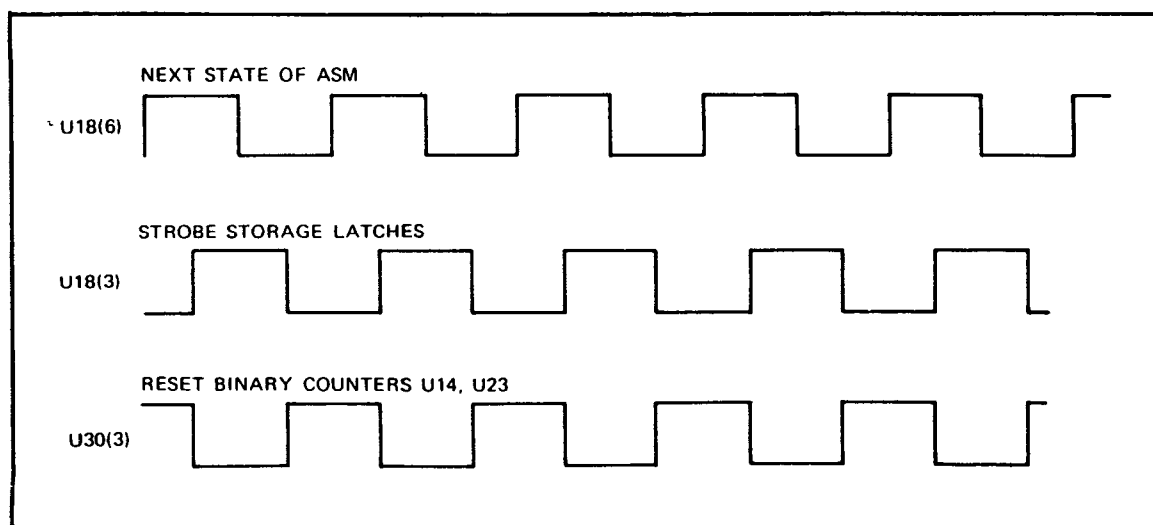 NEXT STATE OF ASM
U18(6)
STROBE STORAGE LATCHES
U18(3)
RESET BINARY COUNTERS U14, U23
U30(3)